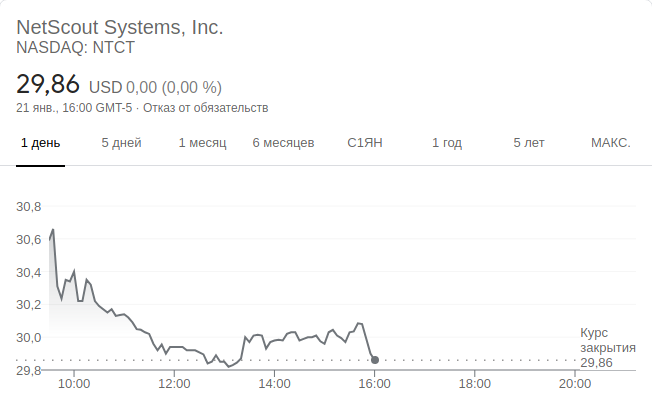 NetScout Systems, Inc.
NASDAQ: NTCT
29,86 USD 0,00 (0,00 %)
21 янв., 16:00 GMT-5 · Отказ от обязательств
1 день 5 дней 1 месяц 6 месяцев С1ЯН 1 год 5 лет МАКС.
30,8
30,6
30,4
30,2
30,0
Курс
закрытия
29,86
29,8
10:00 12:00 14:00 16:00 18:00 20:00